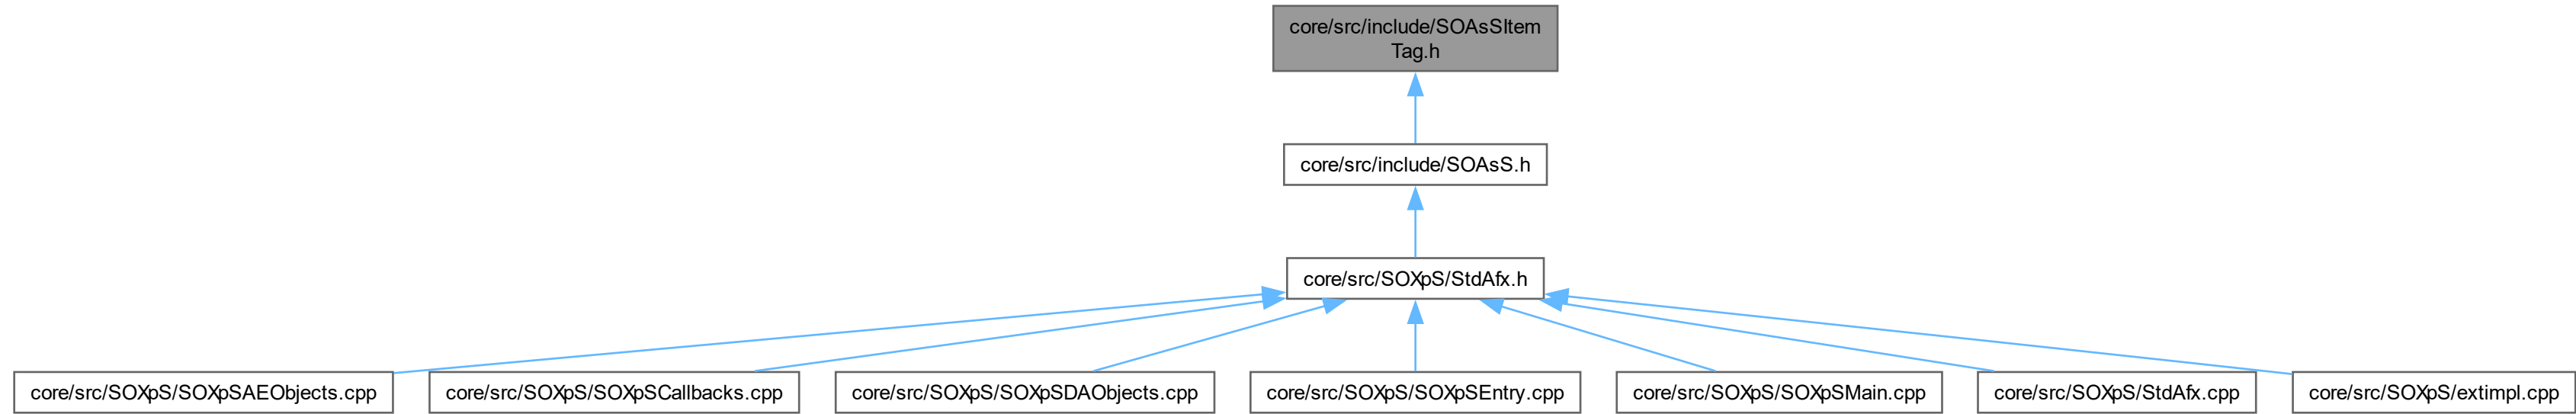 core/src/include/SOAsSItem
Tag.h
core/src/include/SOAsS.h
core/src/SOXpS/StdAfx.h
core/src/SOXpS/SOXpSAEObjects.cpp
core/src/SOXpS/SOXpSCallbacks.cpp
core/src/SOXpS/SOXpSDAObjects.cpp
core/src/SOXpS/SOXpSEntry.cpp
core/src/SOXpS/SOXpSMain.cpp
core/src/SOXpS/StdAfx.cpp
core/src/SOXpS/extimpl.cpp